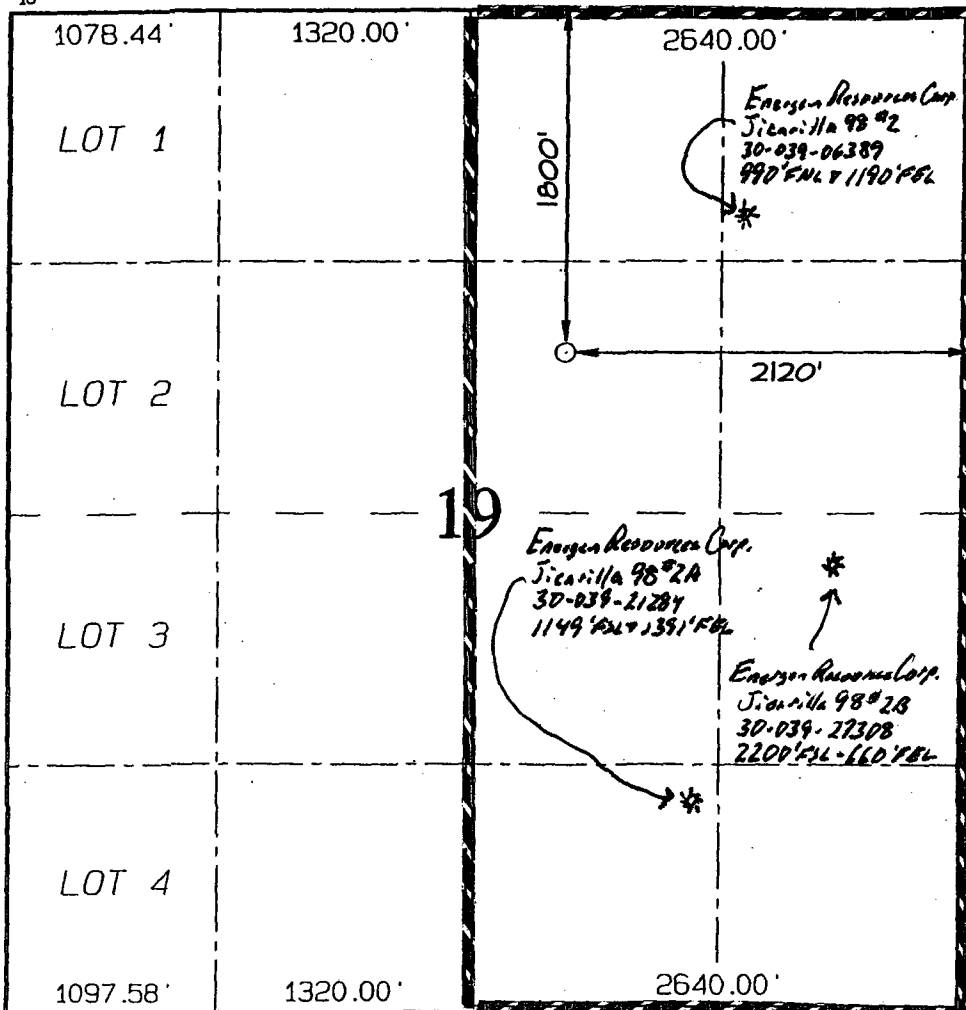 1078.44'
1320.00'
2640.00'
LOT 1
1800'
Energen Resources Corp.
Jicarilla 98 #2
30-039-06389
990'FNL & 1190'FEL
LOT 2
2120'
19
Energen Resources Corp.
Jicarilla 98 #2A
30-039-21284
1149'FSL & 1391'FEL
LOT 3
Energen Resources Corp.
Jicarilla 98 #2B
30-039-27308
2200'FSL - 660'FEL
LOT 4
1097.58'
1320.00'
2640.00'